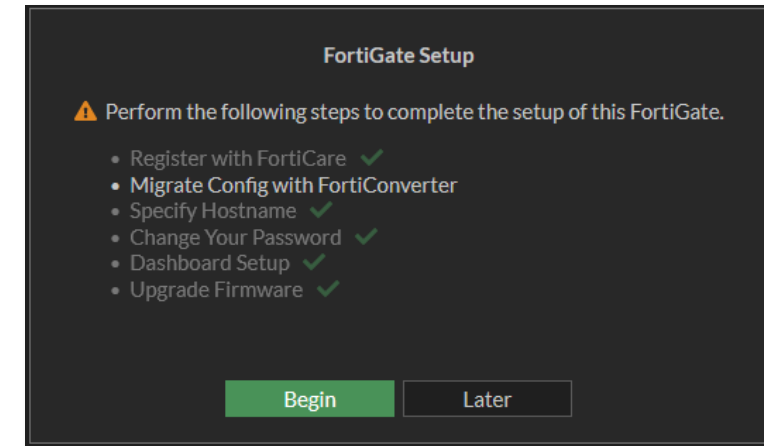 FortiGate Setup
Perform the following steps to complete the setup of this FortiGate.
• Register with FortiCare
• Migrate Config with FortiConverter
• Specify Hostname
• Change Your Password
• Dashboard Setup
• Upgrade Firmware
Begin
Later